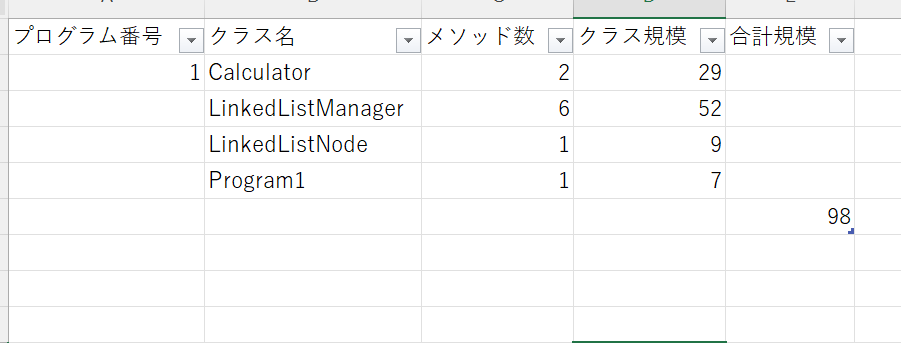 プログラム番号 クラス名 メソッド数 クラス規模 合計規模
1 Calculator 2 29
LinkedListManager 6 52
LinkedListNode 1 9
Program1 1 7
98